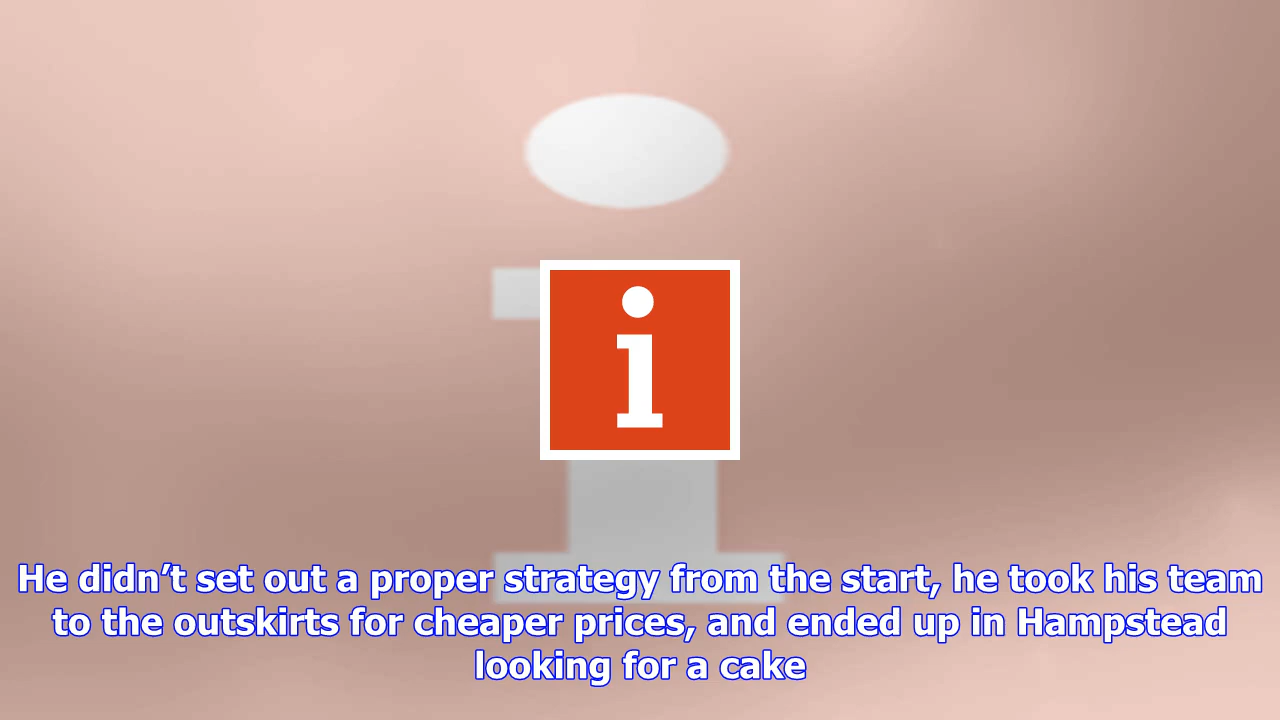 i
He didn’t set out a proper strategy from the start, he took his team
to the outskirts for cheaper prices, and ended up in Hampstead
looking for a cake